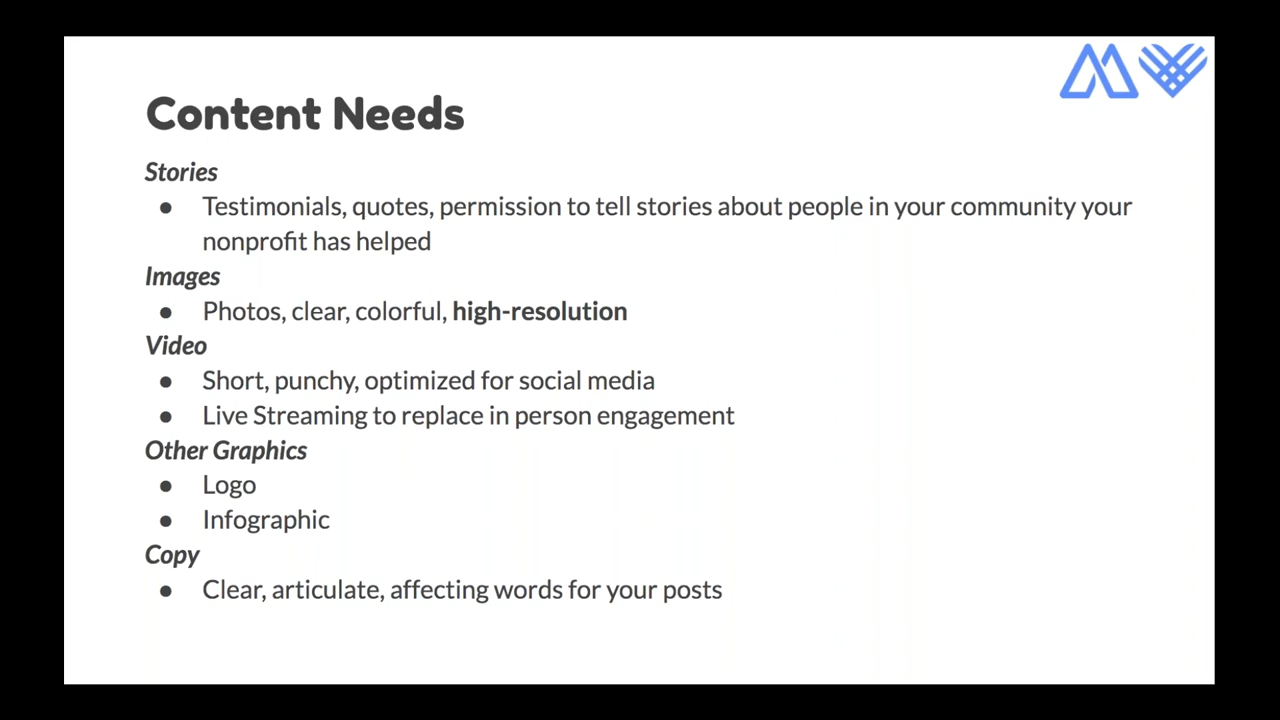 Content Needs
Stories
● Testimonials, quotes, permission to tell stories about people in your community your
nonprofit has helped
Images
● Photos, clear, colorful, high-resolution
Video
● Short, punchy, optimized for social media
● Live Streaming to replace in person engagement
Other Graphics
● Logo
● Infographic
Copy
● Clear, articulate, affecting words for your posts